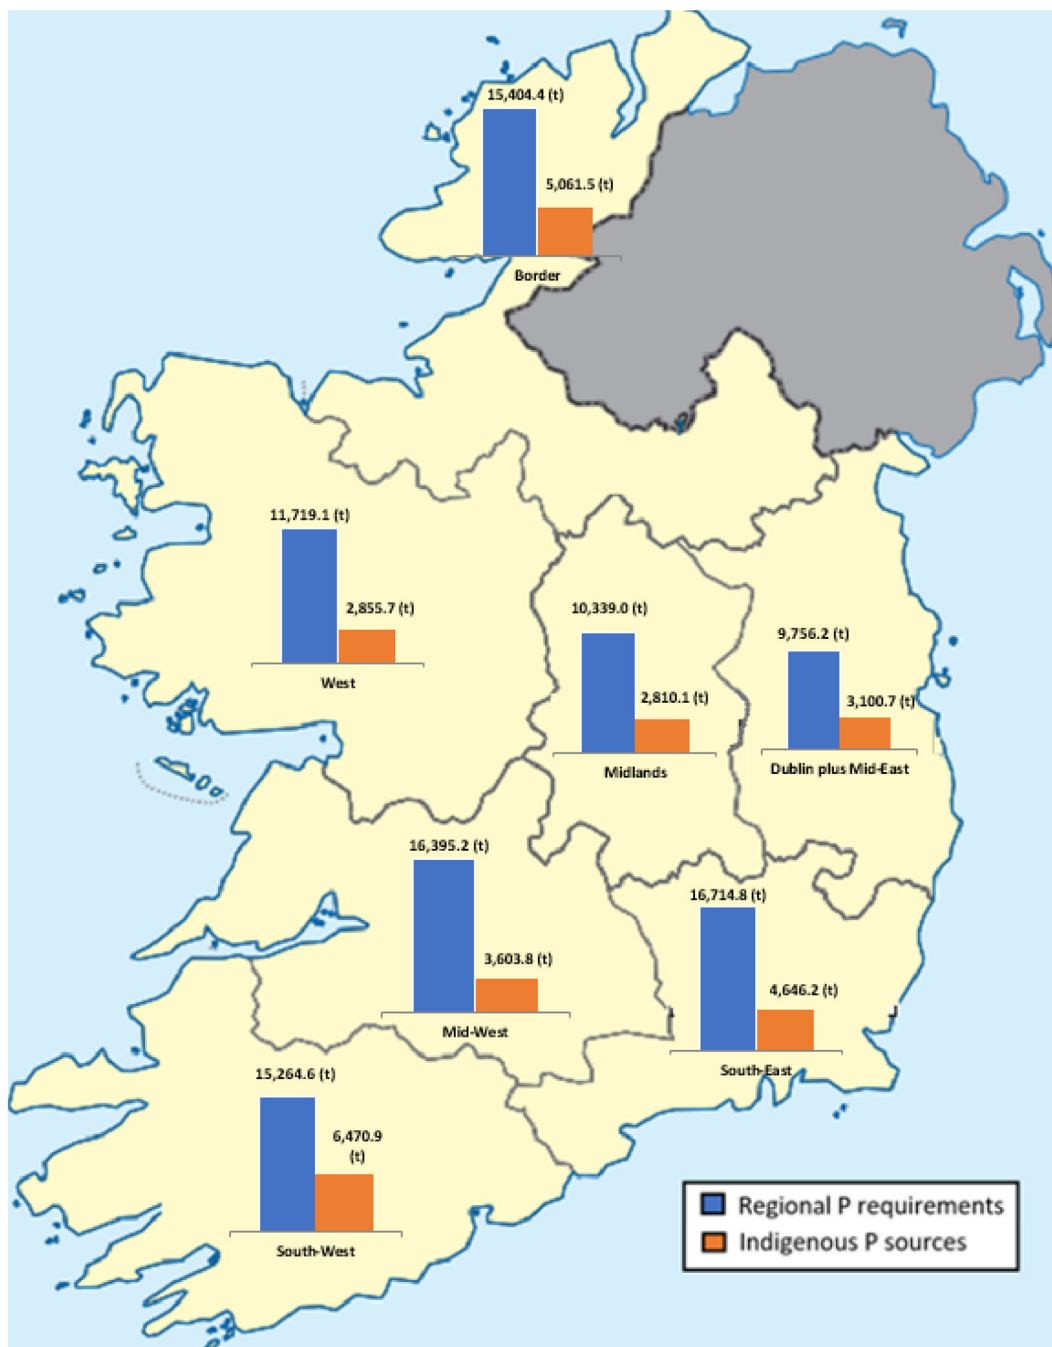 15,404.4 (t)
5,061.5 (t)
Border
11,719.1 (t)
2,855.7 (t)
West
10,339.0 (t)
2,810.1 (t)
Midlands
9,756.2 (t)
3,100.7 (t)
Dublin plus Mid-East
16,395.2 (t)
3,603.8 (t)
Mid-West
16,714.8 (t)
4,646.2 (t)
South-East
15,264.6 (t)
6,470.9
(t)
South-West
Regional P requirements
Indigenous P sources